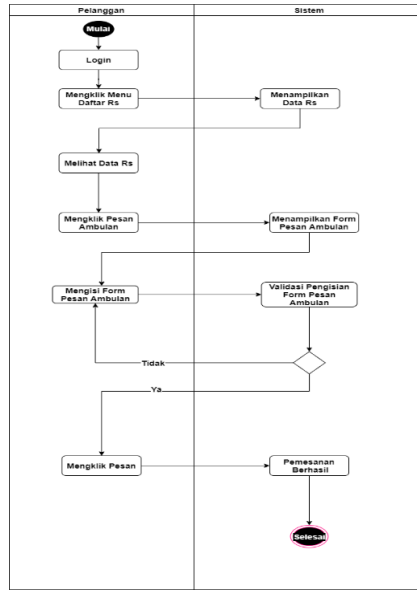 Pelanggan
Sistem
Mulai
Login
Mengklik Menu
Daftar Rs
Menampilkan
Data Rs
Melihat Data Rs
Mengklik Pesan
Ambulan
Menampilkan Form
Pesan Ambulan
Mengisi Form
Pesan Ambulan
Validasi Pengisian
Form Pesan
Ambulan
Tidak
Ya
Mengklik Pesan
Pemesanan
Berhasil
Selesai